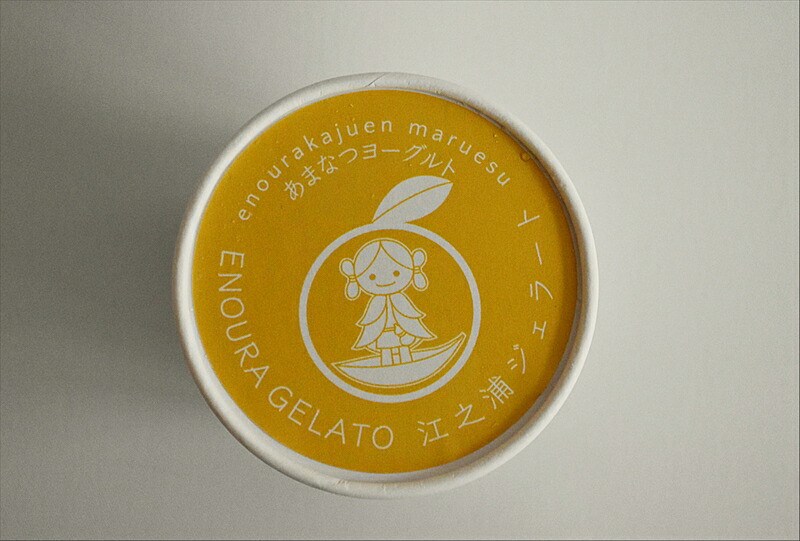 enourakajuen maruesu
あまなつヨーグルト
ENOURA GELATO 江之浦ジェラート